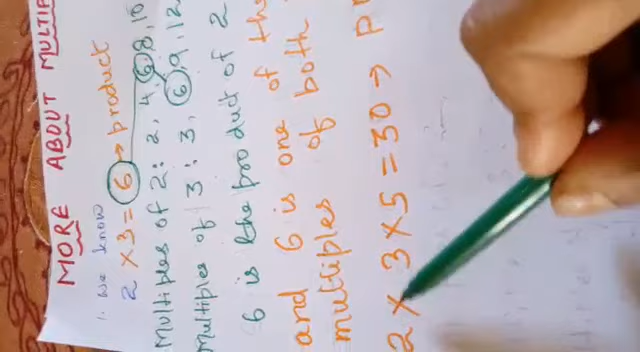 MORE ABOUT MULTIP
1. We know
2 X 3 = 6 → product
Multiples of 2 : 2, 4, 6, 8, 10
Multiples of 3 : 3, 6, 9, 12
6 is the product of 2
and 6 is one of the
multiples of both
2 X 3 X 5 = 30 → P